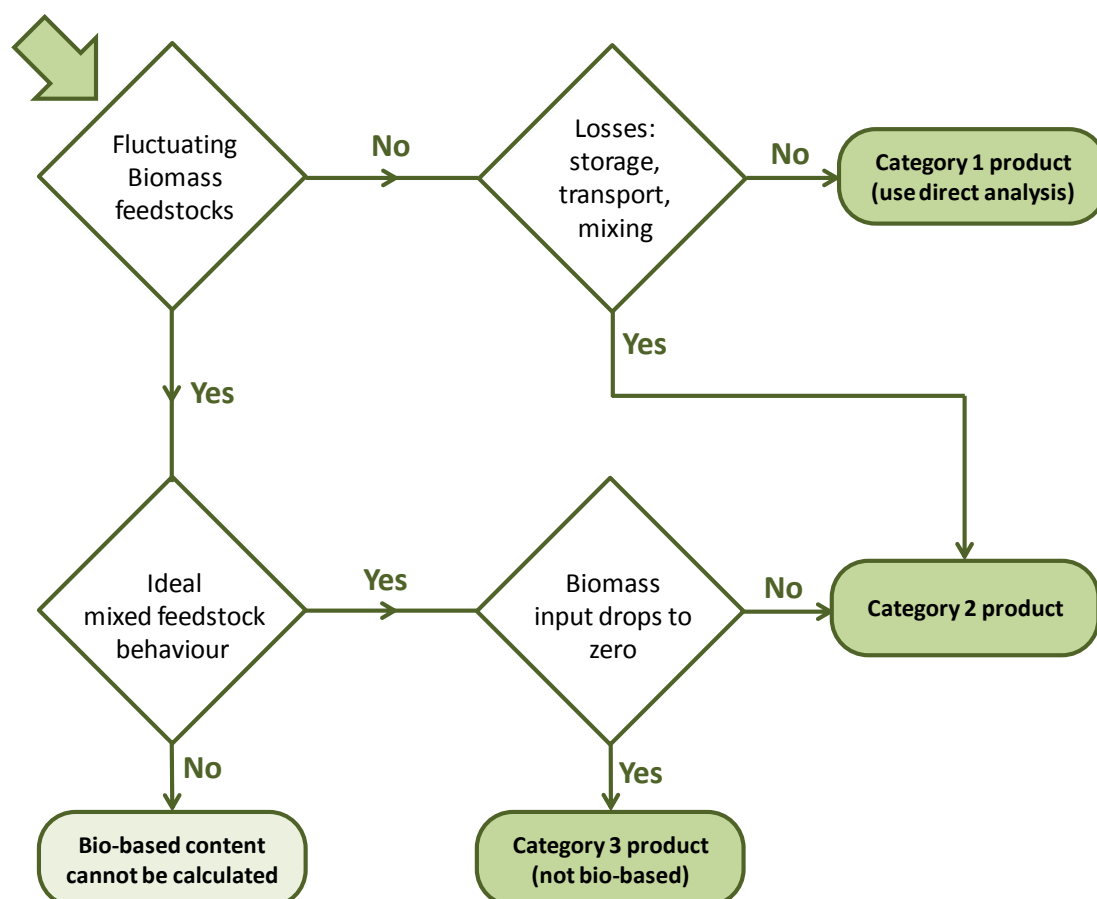 Fluctuating
Biomass
feedstocks
No
Losses:
storage,
transport,
mixing
No
Category 1 product
(use direct analysis)
Yes
Yes
Ideal
mixed feedstock
behaviour
Yes
Biomass
input drops to
zero
No
Category 2 product
No
Yes
Bio-based content
cannot be calculated
Category 3 product
(not bio-based)